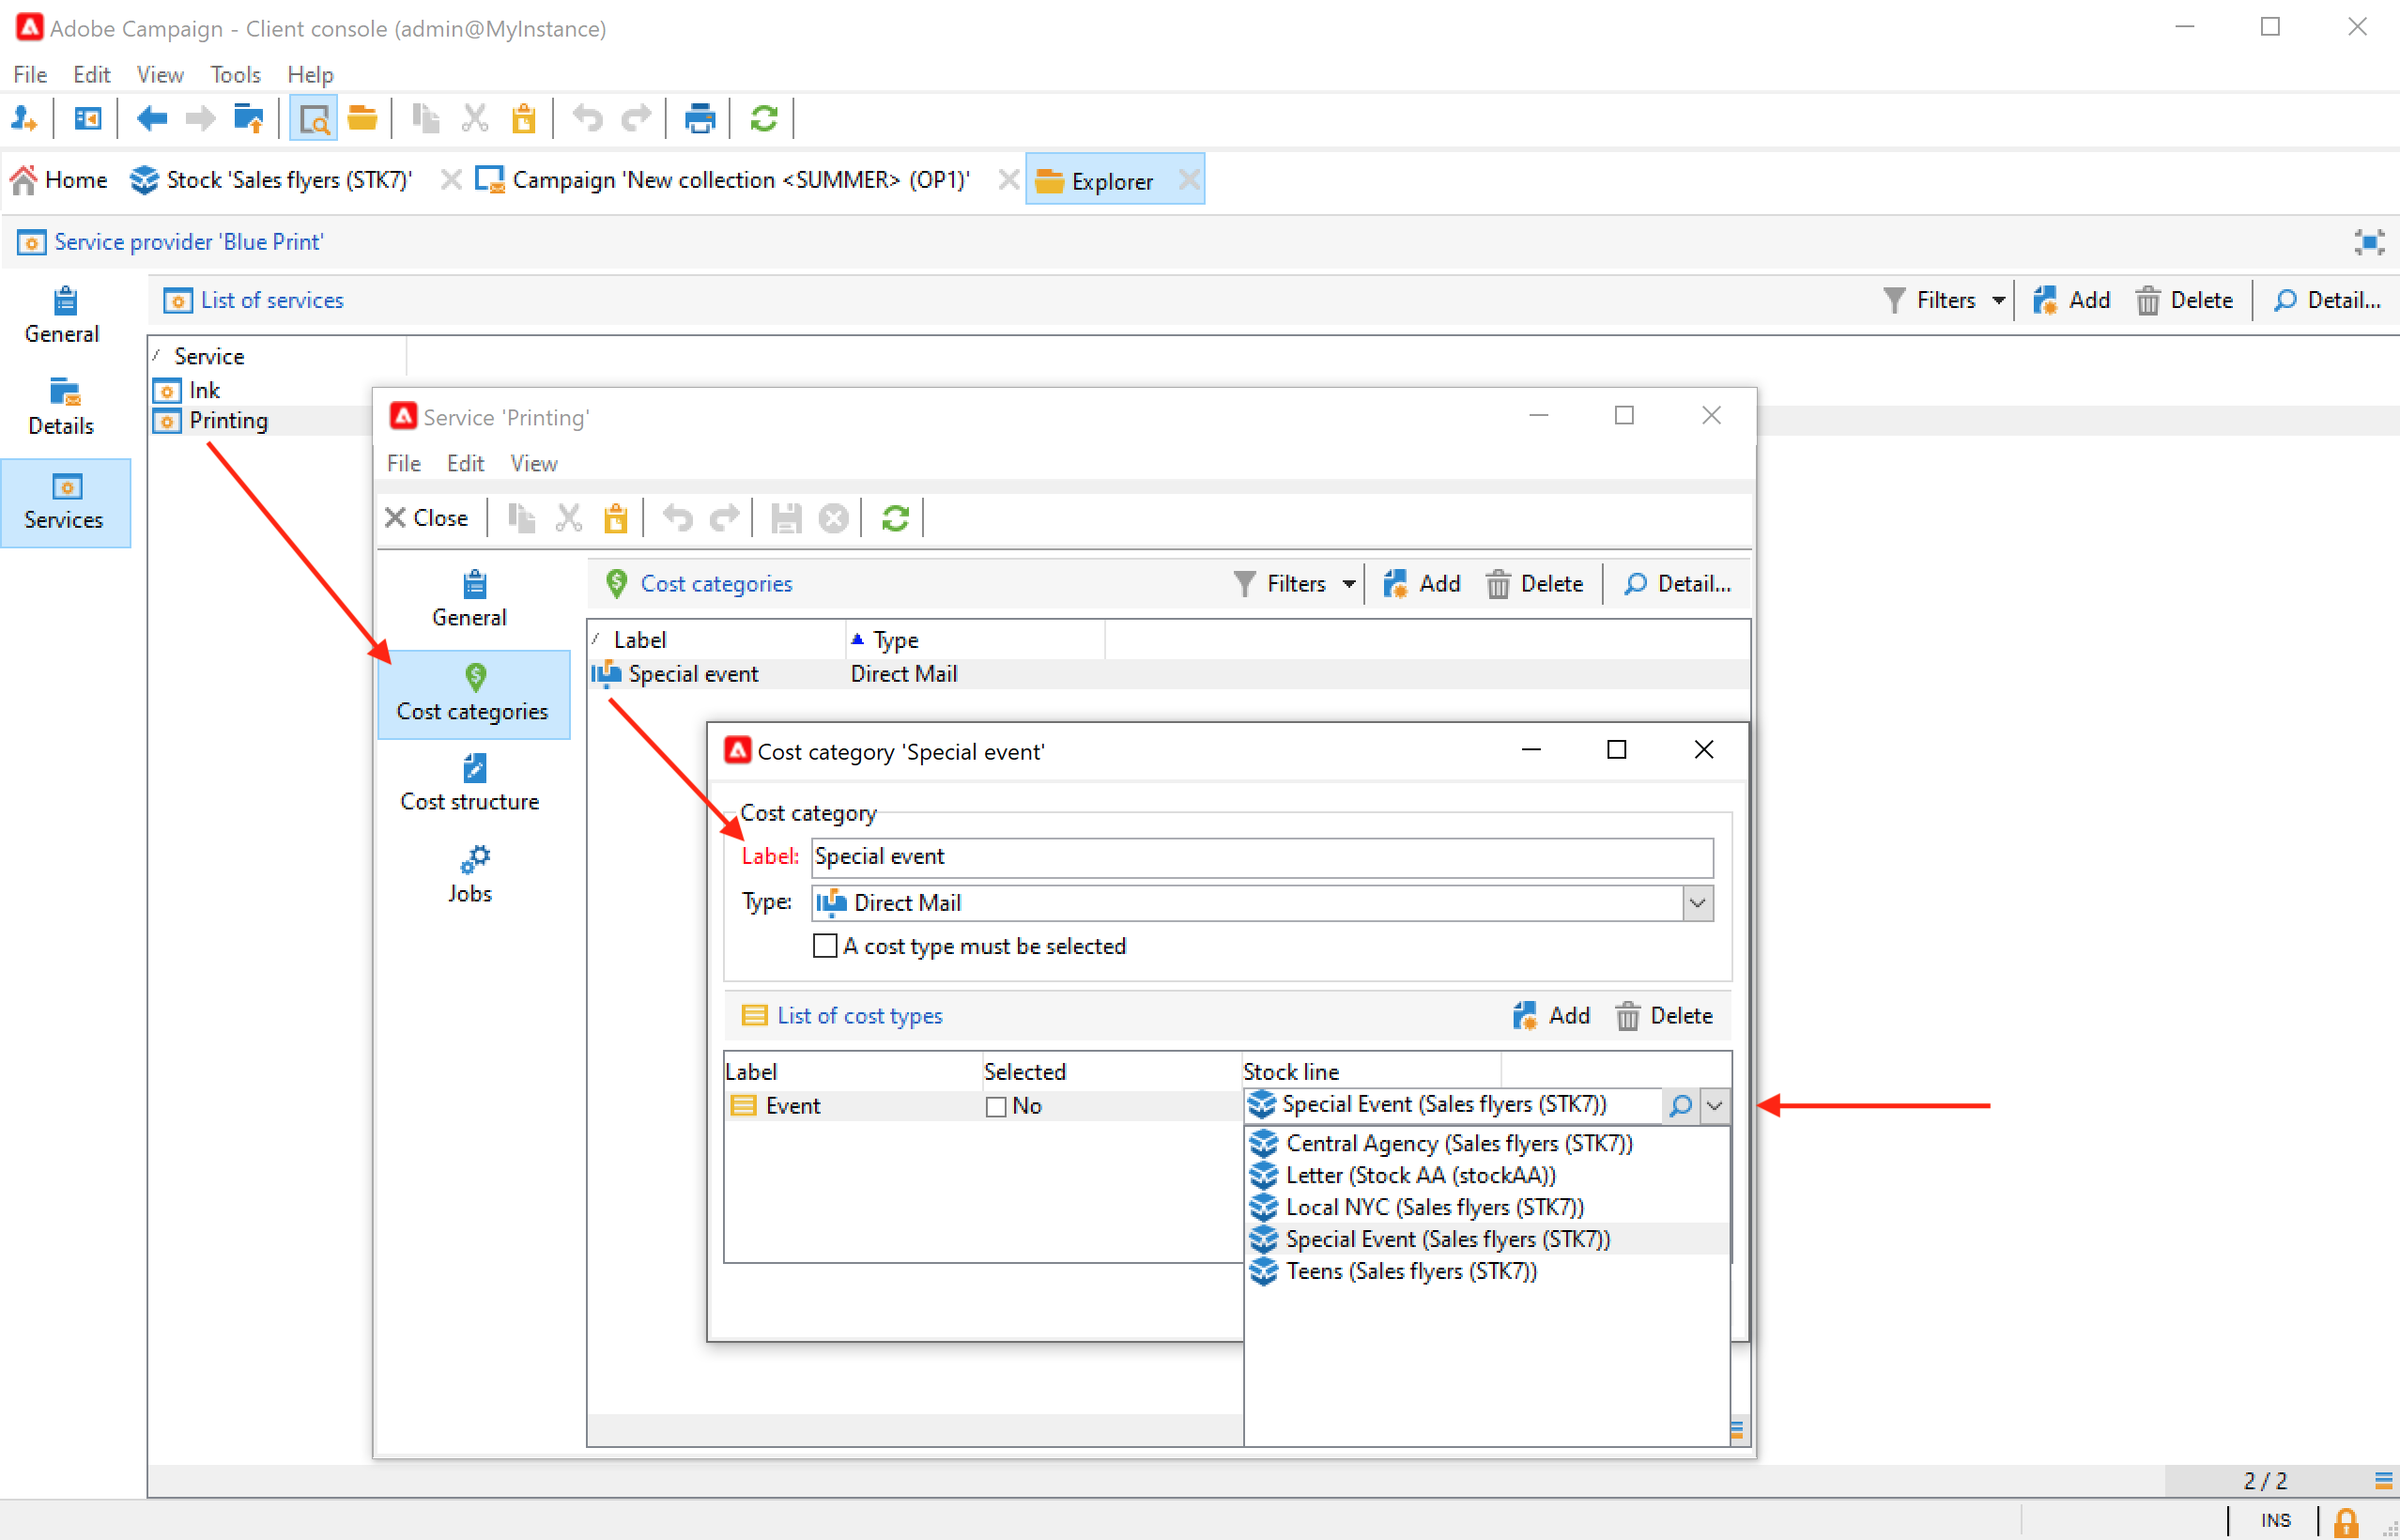 Adobe Campaign - Client console (admin@MyInstance)
File Edit View Tools Help
Home Stock 'Sales flyers (STK7)' Campaign 'New collection <SUMMER> (OP1)' Explorer
Service provider 'Blue Print'
General
Details
Services
List of services Filters Add Delete Detail...
Service
Ink
Printing
Service 'Printing'
File Edit View
Close
General
Cost categories
Cost structure
Jobs
Cost categories Filters Add Delete Detail...
Label Type
Special event Direct Mail
Cost category 'Special event'
Cost category
Label: Special event
Type: Direct Mail
A cost type must be selected
List of cost types Add Delete
Label Selected Stock line
Event No Special Event (Sales flyers (STK7))
Central Agency (Sales flyers (STK7))
Letter (Stock AA (stockAA))
Local NYC (Sales flyers (STK7))
Special Event (Sales flyers (STK7))
Teens (Sales flyers (STK7))
2 / 2
INS